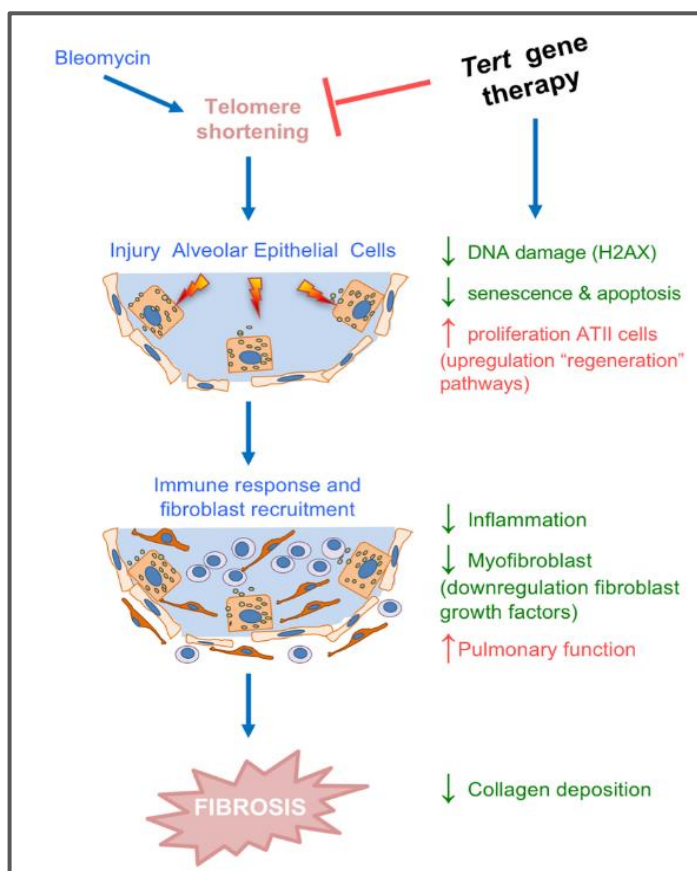 Bleomycin
Tert gene
therapy
Telomere
shortening
Injury Alveolar Epithelial Cells
↓ DNA damage (H2AX)
↓ senescence & apoptosis
↑ proliferation ATII cells
(upregulation “regeneration”
pathways)
Immune response and
fibroblast recruitment
↓ Inflammation
↓ Myofibroblast
(downregulation fibroblast
growth factors)
↑Pulmonary function
FIBROSIS
↓ Collagen deposition